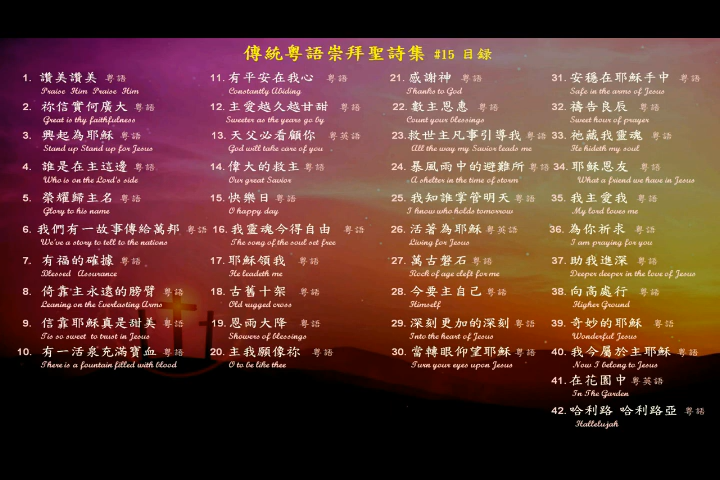 傳統粵語崇拜聖詩集 #15 目録
1. 讚美讚美 粵語
Praise Him Praise Him
2. 祢信實何廣大 粵語
Great is thy faithfulness
3. 興起為耶穌 粵語
Stand up Stand up for Jesus
4. 誰是在主這邊 粵語
Who is on the Lord's side
5. 榮耀歸主名 粵語
Glory to his name
6. 我們有一故事傳給萬邦 粵語
We've a story to tell to the nations
7. 有福的確據 粵語
Blessed Assurance
8. 倚靠主永遠的膀臂 粵語
Leaning on the Everlasting Arms
9. 信靠耶穌真是甜美 粵語
Tis so sweet to trust in Jesus
10. 有一活泉充滿寶血 粵語
There is a fountain filled with blood
11. 有平安在我心 粵語
Constantly Abiding
12. 主愛越久越甘甜 粵語
Sweeter as the years go by
13. 天父必看顧你 粵英語
God will take care of you
14. 偉大的救主 粵語
Our great Savior
15. 快樂日 粵語
O happy day
16. 我靈魂今得自由 粵語
The song of the soul set free
17. 耶穌領我 粵語
He leadeth me
18. 古舊十架 粵語
Old rugged cross
19. 恩雨大降 粵語
Showers of blessings
20. 主我願像祢 粵語
O to be like thee
21. 感謝神 粵語
Thanks to God
22. 數主恩惠 粵語
Count your blessings
23. 救世主凡事引導我 粵語
All the way my Savior leads me
24. 暴風雨中的避難所 粵語
A shelter in the time of storm
25. 我知誰掌管明天 粵語
I know who holds tomorrow
26. 活著為耶穌 粵英語
Living for Jesus
27. 萬古磐石 粵語
Rock of age cleft for me
28. 今要主自己 粵語
Himself
29. 深刻更加的深刻 粵語
Into the heart of Jesus
30. 當轉眼仰望耶穌 粵語
Turn your eyes upon Jesus
31. 安穩在耶穌手中 粵語
Safe in the arms of Jesus
32. 禱告良辰 粵語
Sweet hour of prayer
33. 祂藏我靈魂 粵語
He hideth my soul
34. 耶穌恩友 粵語
What a friend we have in Jesus
35. 我主愛我 粵語
My lord loves me
36. 為你祈求 粵語
I am praying for you
37. 助我進深 粵語
Deeper deeper in the love of Jesus
38. 向高處行 粵語
Higher Ground
39. 奇妙的耶穌 粵語
Wonderful Jesus
40. 我今屬於主耶穌 粵語
Now I belong to Jesus
41. 在花園中 粵英語
In The Garden
42. 哈利路 哈利路亞 粵語
Hallelujah